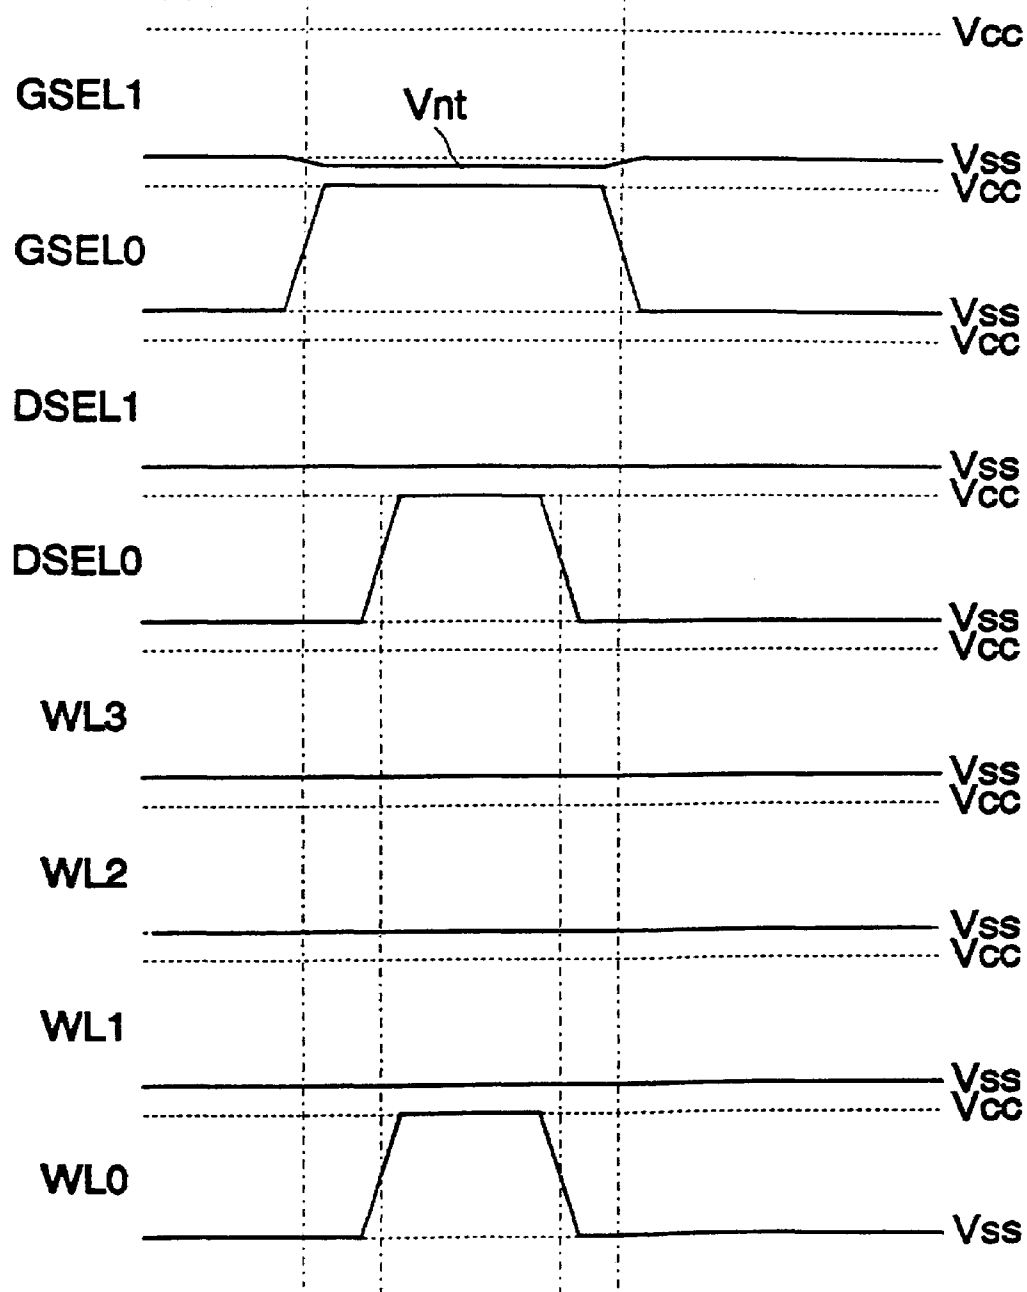 Vcc
GSEL1
Vnt
Vss
Vcc
GSEL0
Vss
Vcc
DSEL1
Vss
Vcc
DSEL0
Vss
Vcc
WL3
Vss
Vcc
WL2
Vss
Vcc
WL1
Vss
Vcc
WL0
Vss